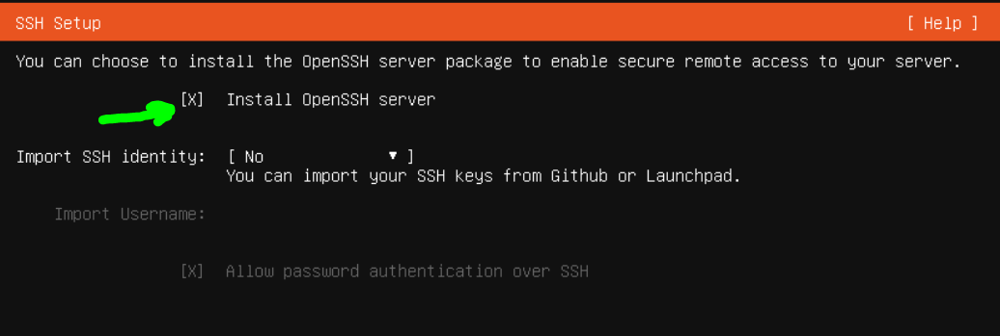 SSH Setup [ Help ]
You can choose to install the OpenSSH server package to enable secure remote access to your server.
[X] Install OpenSSH server
Import SSH identity: [ No ▾ ]
You can import your SSH keys from Github or Launchpad.
Import Username:
[X] Allow password authentication over SSH